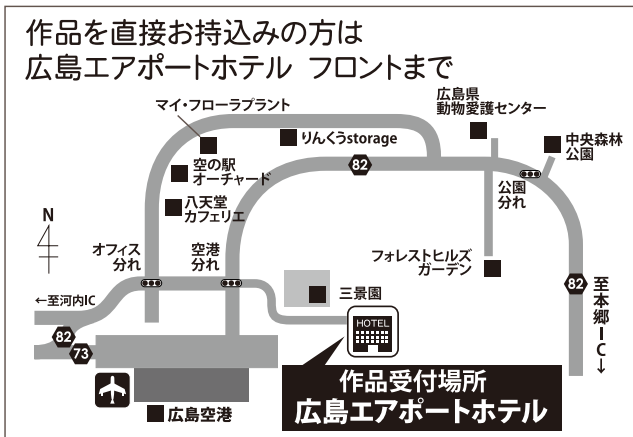 作品を直接お持込みの方は
広島エアポートホテル フロントまで
マイ・フローラプラント
広島県
動物愛護センター
りんくうstorage
中央森林
公園
82
空の駅
オーチャード
公園
分れ
八天堂
カフェリエ
N
オフィス
分れ
空港
分れ
フォレストヒルズ
ガーデン
←至河内IC
三景園
82
至本郷IC→
HOTEL
82
73
作品受付場所
広島エアポートホテル
広島空港